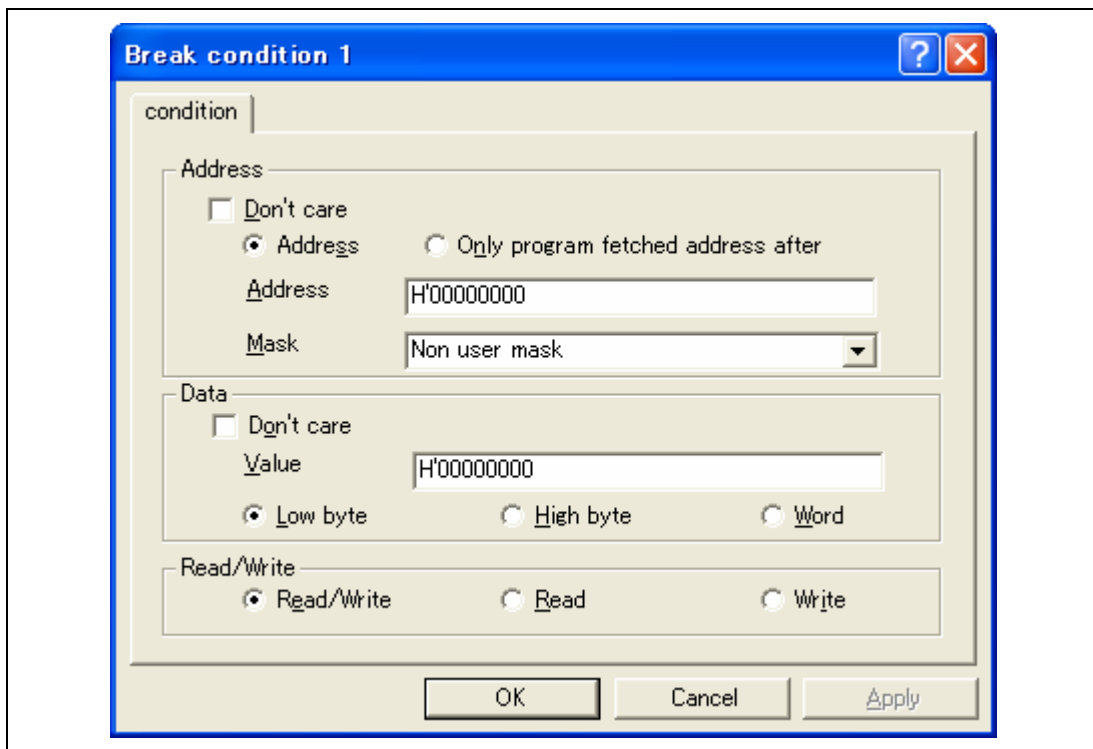 Break condition 1
condition
Address
Don't care
Address Only program fetched address after
Address H'00000000
Mask Non user mask
Data
Don't care
Value H'00000000
Low byte High byte Word
Read/Write
Read/Write Read Write
OK Cancel Apply